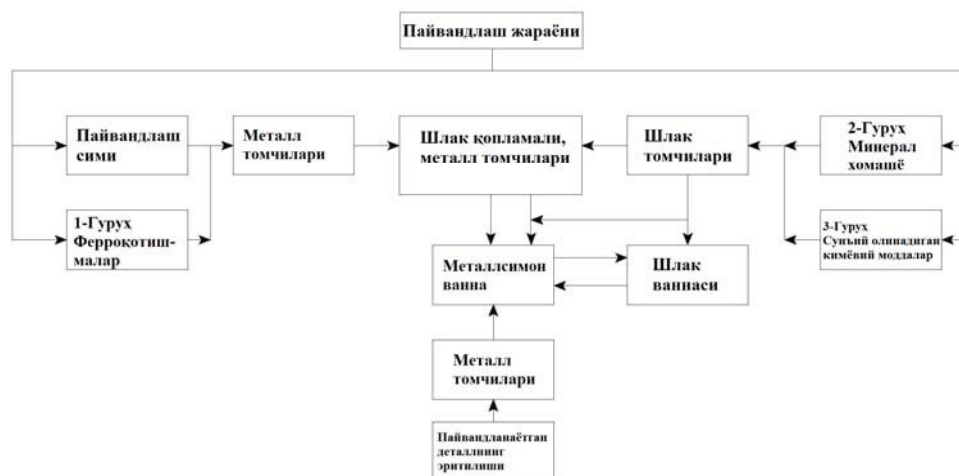 Пайвандлаш жараёни
Пайвандлаш
сими
Металл
томчилари
Шлак қопламали,
металл томчилари
Шлак
томчилари
2-Гурух
Минерал
хомашё
1-Гурух
Ферроқотиш-
малар
3-Гурух
Сунъий олинадиган
кимёвий моддалар
Металлсимон
ванна
Шлак
ваннаси
Металл
томчилари
Пайвандланаётган
деталлнинг
эритилиши